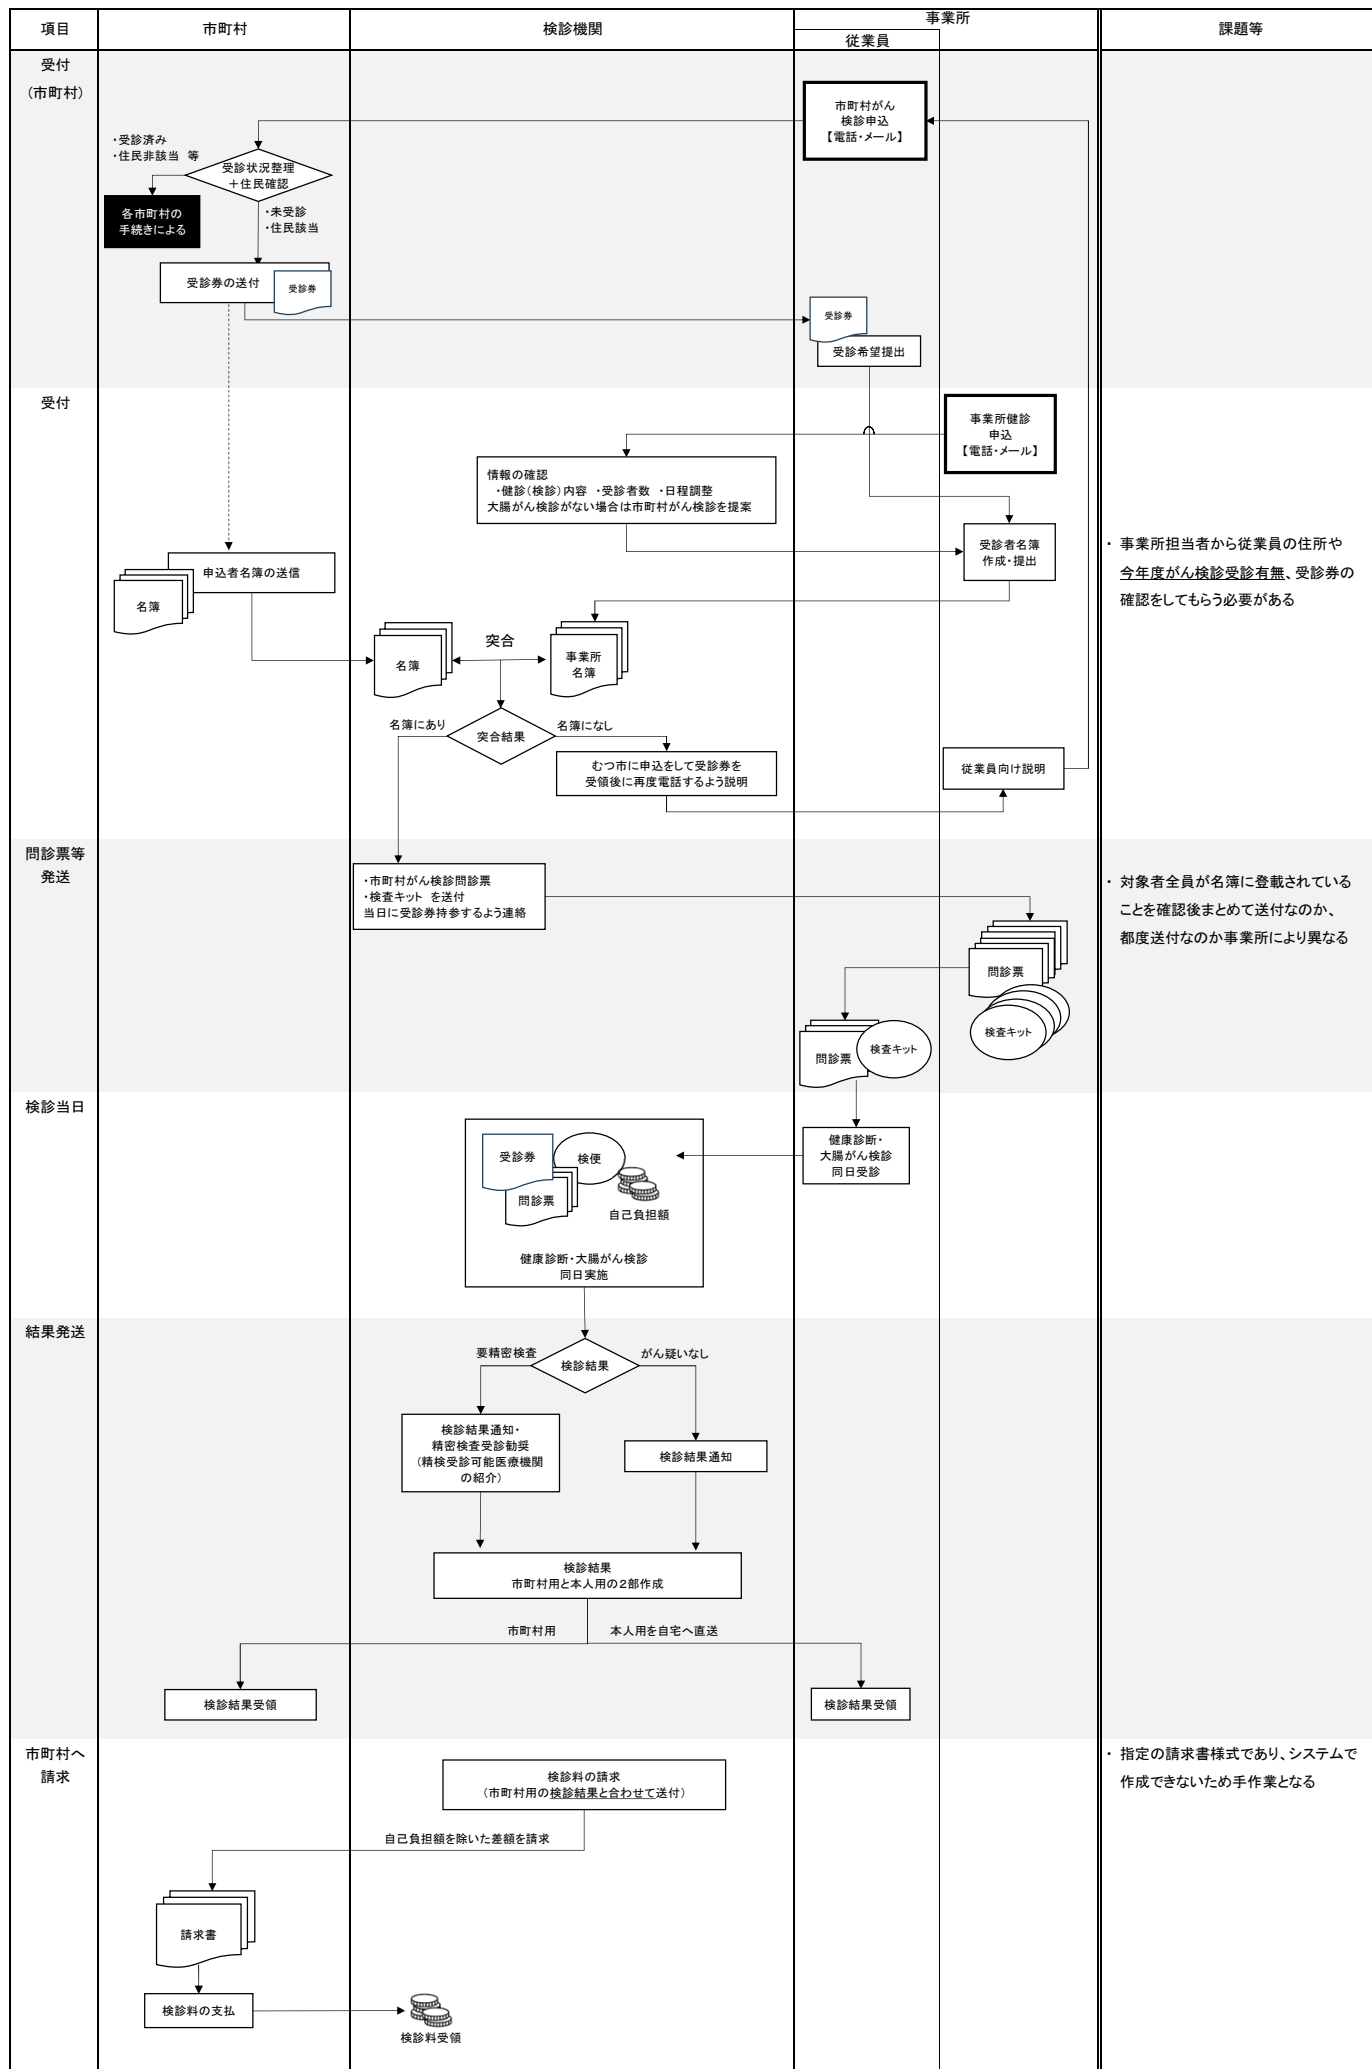 項目
市町村
検診機関
事業所
従業員
課題等
受付
(市町村)
市町村がん
検診申込
【電話・メール】
・受診済み
・住民非該当 等
受診状況整理
＋住民確認
各市町村の
手続きによる
・未受診
・住民該当
受診券の送付
受診券
受診券
受診希望提出
受付
事業所健診
申込
【電話・メール】
情報の確認
・健診(検診)内容 ・受診者数 ・日程調整
大腸がん検診がない場合は市町村がん検診を提案
受診者名簿
作成・提出
・ 事業所担当者から従業員の住所や
今年度がん検診受診有無、受診券の
確認をしてもらう必要がある
申込者名簿の送信
名簿
突合
名簿
事業所
名簿
名簿にあり
突合結果
名簿になし
むつ市に申込をして受診券を
受領後に再度電話するよう説明
従業員向け説明
問診票等
発送
・市町村がん検診問診票
・検査キット を送付
当日に受診券持参するよう連絡
・ 対象者全員が名簿に登載されている
ことを確認後まとめて送付なのか、
都度送付なのか事業所により異なる
問診票
検査キット
問診票
検査キット
検診当日
受診券
検便
問診票
自己負担額
健康診断・大腸がん検診
同日実施
健康診断・
大腸がん検診
同日受診
結果発送
要精密検査
検診結果
がん疑いなし
検診結果通知・
精密検査受診勧奨
(精検受診可能医療機関
の紹介)
検診結果通知
検診結果
市町村用と本人用の２部作成
市町村用
本人用を自宅へ直送
検診結果受領
検診結果受領
市町村へ
請求
検診料の請求
(市町村用の検診結果と合わせて送付)
・ 指定の請求書様式であり、システムで
作成できないため手作業となる
自己負担額を除いた差額を請求
請求書
検診料の支払
検診料受領